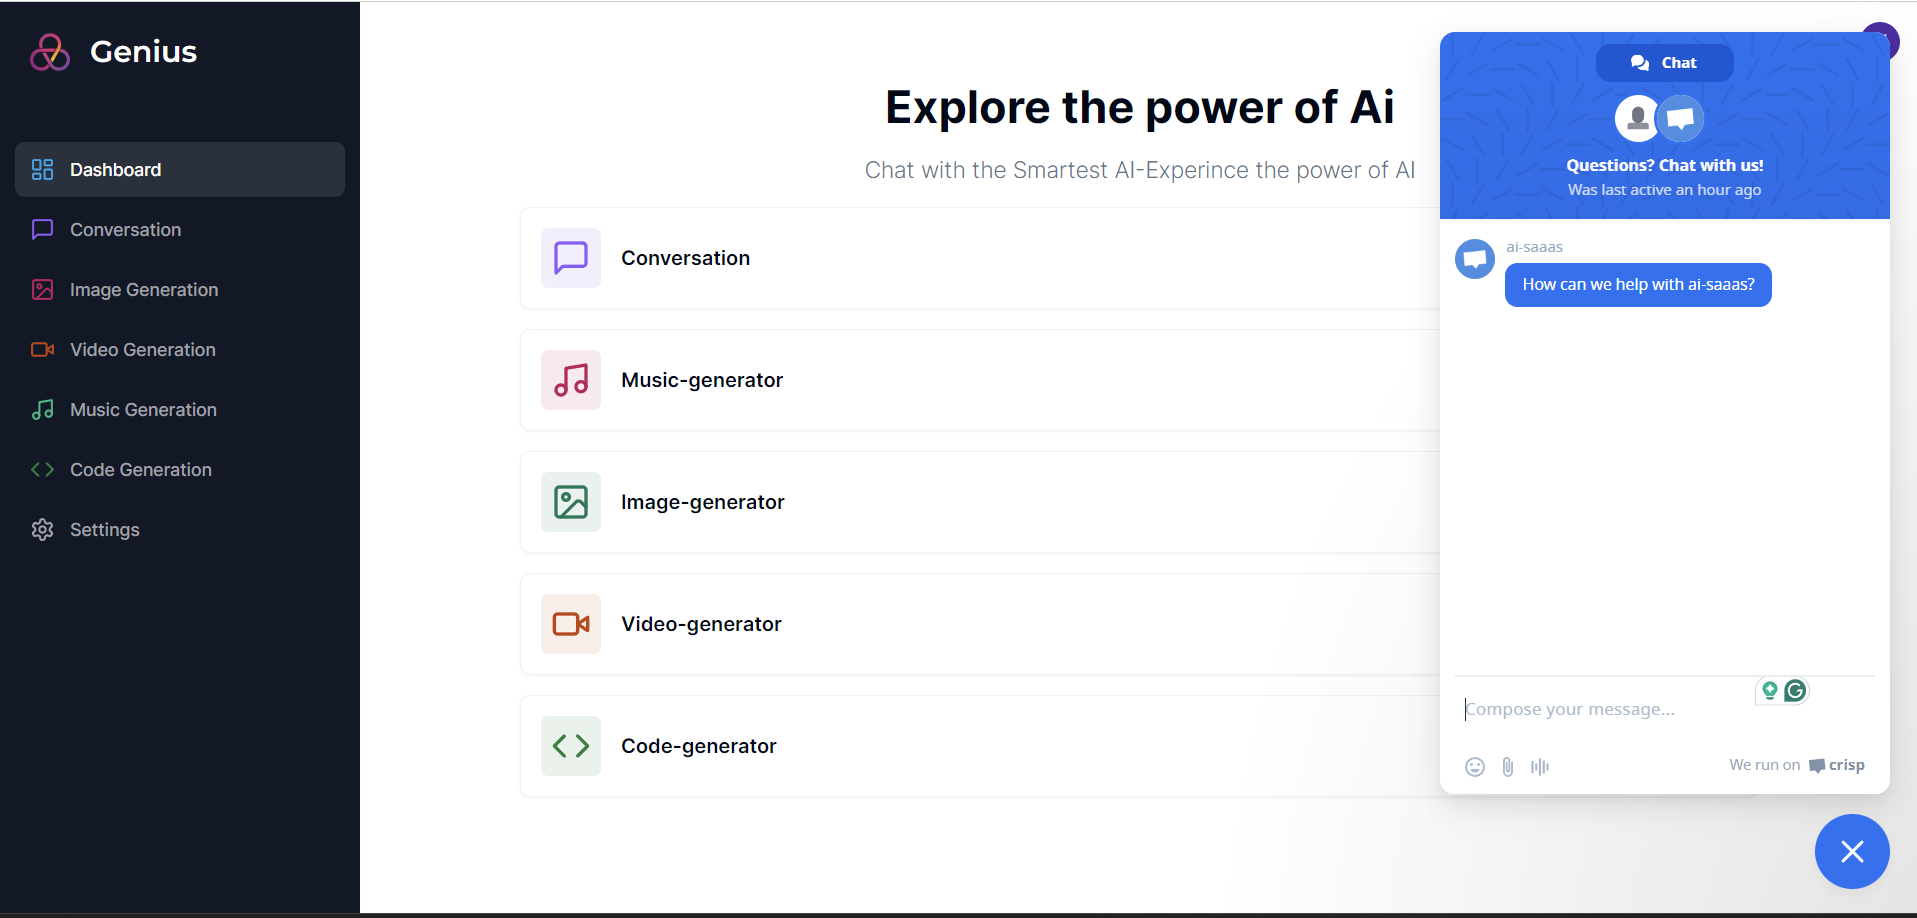 Genius
Dashboard
Conversation
Image Generation
Video Generation
Music Generation
Code Generation
Settings
Explore the power of Ai
Chat with the Smartest AI-Experince the power of AI
Conversation
Music-generator
Image-generator
Video-generator
Code-generator
Chat
Questions? Chat with us!
Was last active an hour ago
ai-saaas
How can we help with ai-saaas?
Compose your message...
We run on crisp